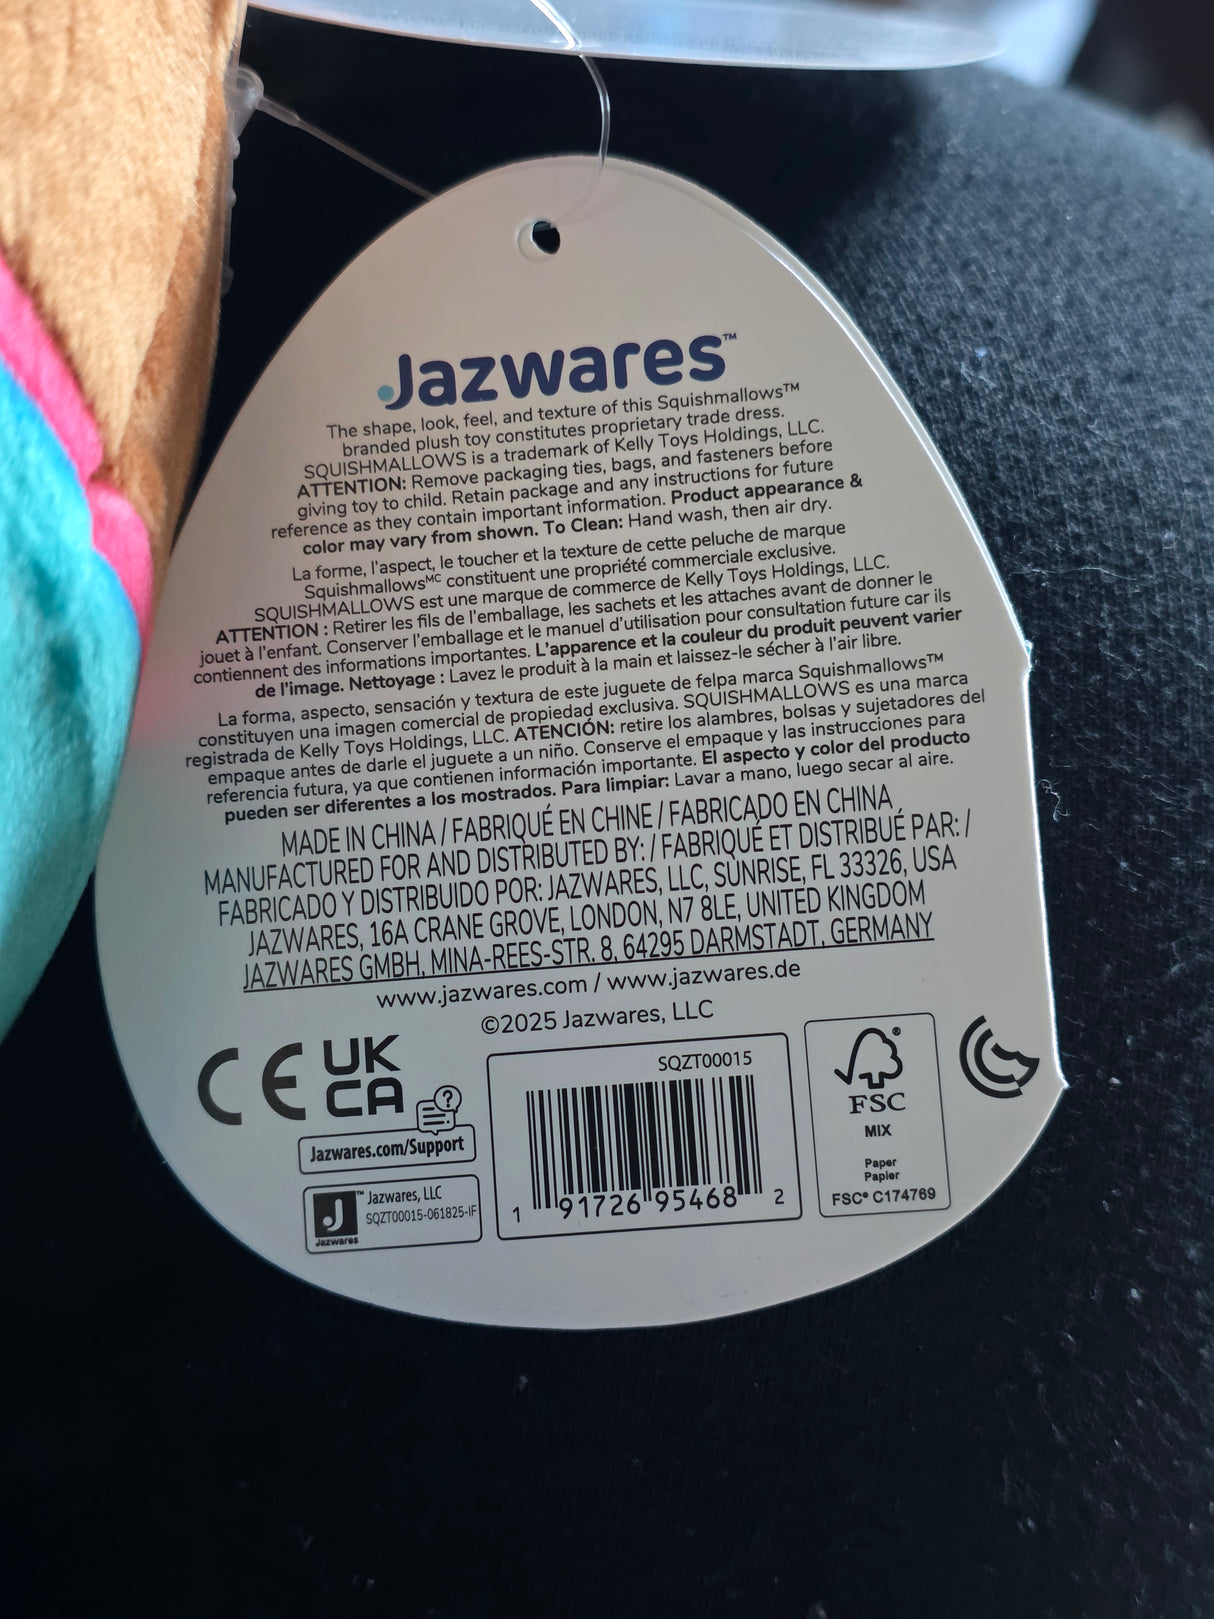 Jazwares™
The shape, look, feel, and texture of this Squishmallows™
branded plush toy constitutes proprietary trade dress.
SQUISHMALLOWS is a trademark of Kelly Toys Holdings, LLC.
ATTENTION: Remove packaging ties, bags, and fasteners before
giving toy to child. Retain package and any instructions for future
reference as they contain important information. Product appearance &
color may vary from shown. To Clean: Hand wash, then air dry.
La forme, l'aspect, le toucher et la texture de cette peluche de marque
Squishmallowsᴹᶜ constituent une propriété commerciale exclusive.
SQUISHMALLOWS est une marque de commerce de Kelly Toys Holdings, LLC.
ATTENTION : Retirer les fils de l'emballage, les sachets et les attaches avant de donner le
jouet à l'enfant. Conserver l'emballage et le manuel d'utilisation pour consultation future car ils
contiennent des informations importantes. L'apparence et la couleur du produit peuvent varier
de l'image. Nettoyage : Lavez le produit à la main et laissez-le sécher à l'air libre.
La forma, aspecto, sensación y textura de este juguete de felpa marca Squishmallows™
constituyen una imagen comercial de propiedad exclusiva. SQUISHMALLOWS es una marca
registrada de Kelly Toys Holdings, LLC. ATENCIÓN: retire los alambres, bolsas y sujetadores del
empaque antes de darle el juguete a un niño. Conserve el empaque y las instrucciones para
referencia futura, ya que contienen información importante. El aspecto y color del producto
pueden ser diferentes a los mostrados. Para limpiar: Lavar a mano, luego secar al aire.
MADE IN CHINA / FABRIQUÉ EN CHINE / FABRICADO EN CHINA
MANUFACTURED FOR AND DISTRIBUTED BY: / FABRIQUÉ ET DISTRIBUÉ PAR: /
FABRICADO Y DISTRIBUIDO POR: JAZWARES, LLC, SUNRISE, FL 33326, USA
JAZWARES, 16A CRANE GROVE, LONDON, N7 8LE, UNITED KINGDOM
JAZWARES GMBH, MINA-REES-STR. 8, 64295 DARMSTADT, GERMANY
www.jazwares.com / www.jazwares.de
©2025 Jazwares, LLC
CE
UK
CA
?
Jazwares.com/Support
J™
Jazwares
Jazwares, LLC
SQZT00015-061825-IF
SQZT00015
1 91726 95468 2
®
FSC
MIX
Paper
Papier
FSC® C174769